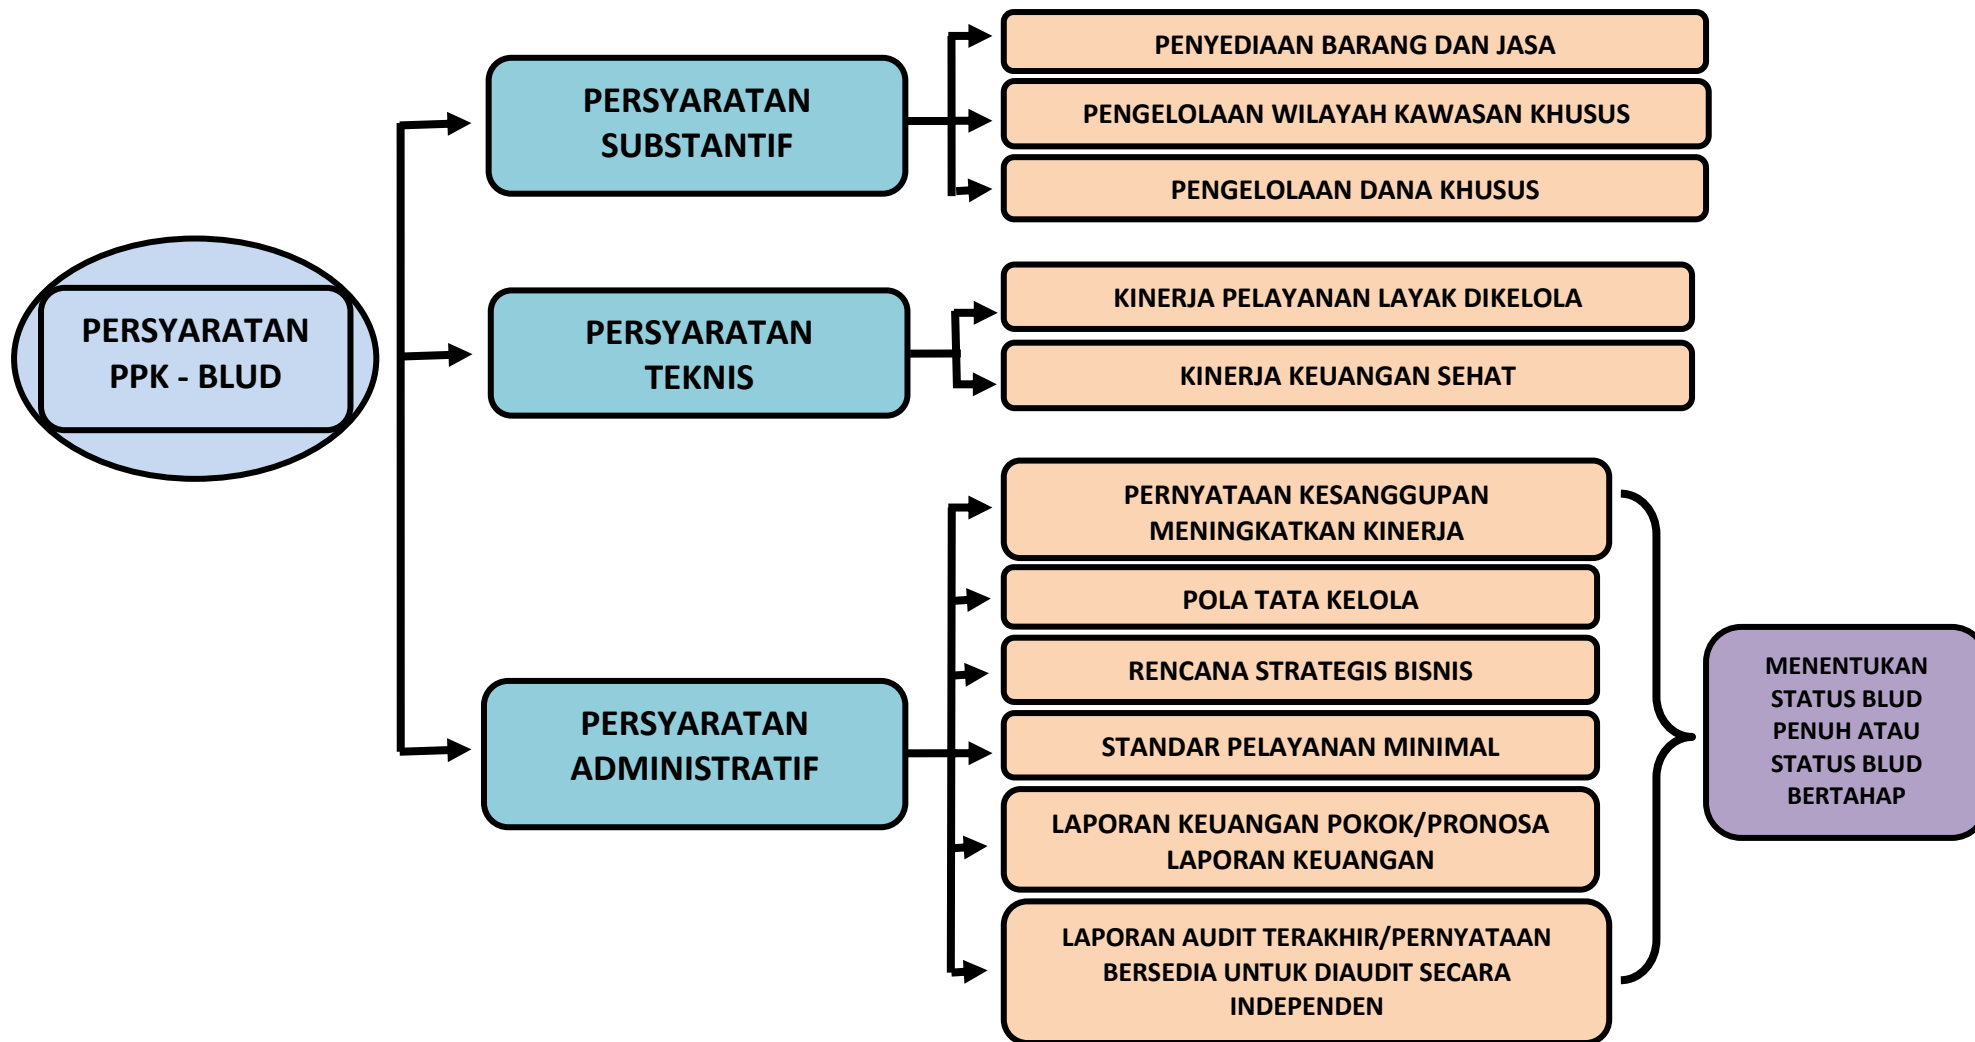 PERSYARATAN
PPK - BLUD
PERSYARATAN
SUBSTANTIF
PENYEDIAAN BARANG DAN JASA
PENGELOLAAN WILAYAH KAWASAN KHUSUS
PENGELOLAAN DANA KHUSUS
PERSYARATAN
TEKNIS
KINERJA PELAYANAN LAYAK DIKELOLA
KINERJA KEUANGAN SEHAT
PERSYARATAN
ADMINISTRATIF
PERNYATAAN KESANGGUPAN
MENINGKATKAN KINERJA
POLA TATA KELOLA
RENCANA STRATEGIS BISNIS
STANDAR PELAYANAN MINIMAL
LAPORAN KEUANGAN POKOK/PRONOSA
LAPORAN KEUANGAN
LAPORAN AUDIT TERAKHIR/PERNYATAAN
BERSEDIA UNTUK DIAUDIT SECARA
INDEPENDEN
MENENTUKAN
STATUS BLUD
PENUH ATAU
STATUS BLUD
BERTAHAP